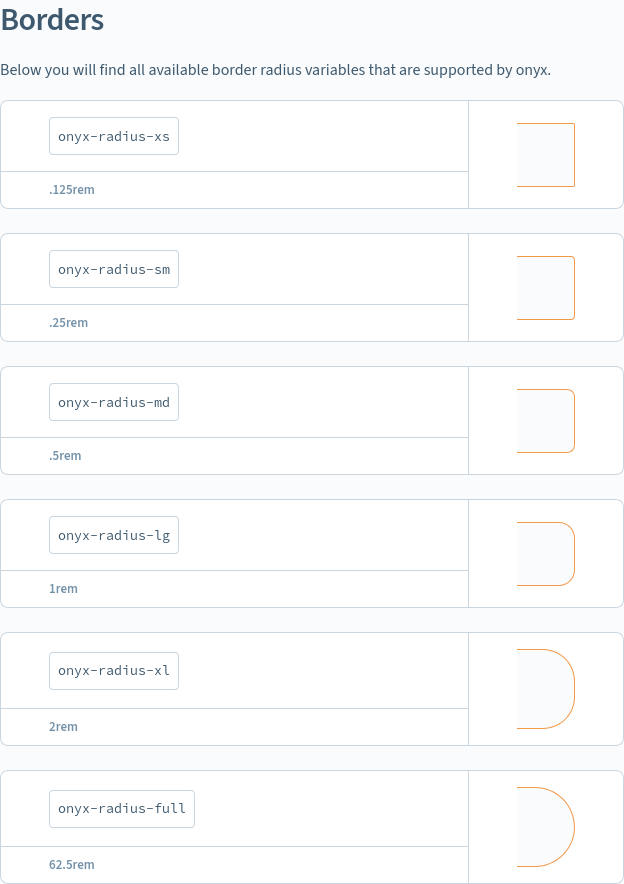 Borders
Below you will find all available border radius variables that are supported by onyx.
onyx-radius-xs
.125rem
onyx-radius-sm
.25rem
onyx-radius-md
.5rem
onyx-radius-lg
1rem
onyx-radius-xl
2rem
onyx-radius-full
62.5rem